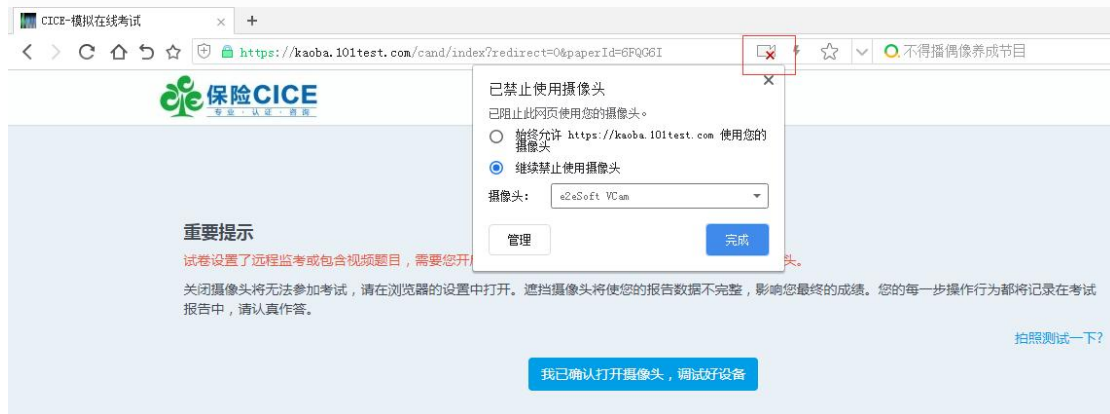 CICE-模拟在线考试
https://kaoba.101test.com/cand/index?redirect=0&paperId=6FQG6I
不得播偶像养成节目
保险CICE
专业·认证·咨询
已禁止使用摄像头
已阻止此网页使用您的摄像头。
始终允许 https://kaoba.101test.com 使用您的
摄像头
继续禁止使用摄像头
摄像头：
e2eSoft VCam
管理
完成
重要提示
试卷设置了远程监考或包含视频题目，需要您开
头。
关闭摄像头将无法参加考试，请在浏览器的设置中打开。遮挡摄像头将使您的报告数据不完整，影响您最终的成绩。您的每一步操作行为都将记录在考试
报告中，请认真作答。
拍照测试一下?
我已确认打开摄像头，调试好设备